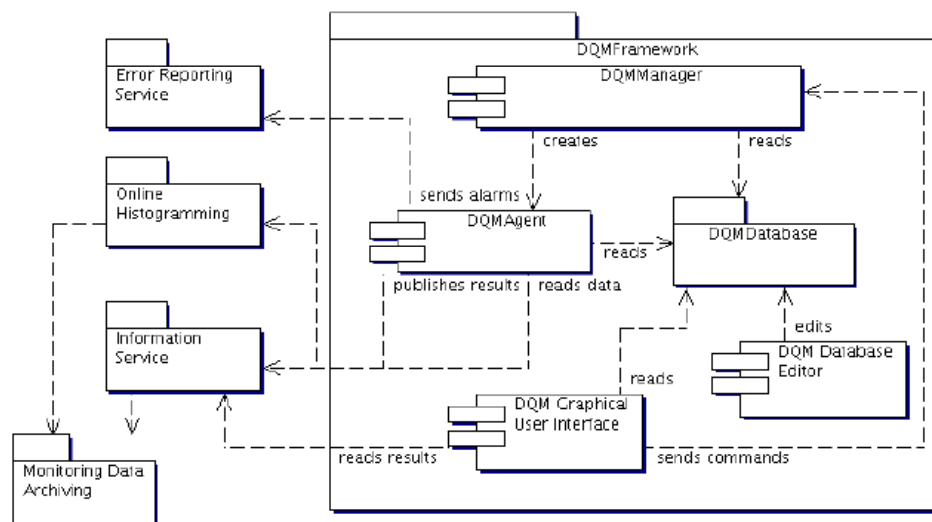 DQMFramework
Error Reporting
Service
DQMManager
creates
reads
Online
Histogramming
sends alarms
DQMAgent
DQMDatabase
reads
publishes results
reads data
Information
Service
edits
DQM Database
Editor
reads
DQM Graphical
User Interface
reads results
sends commands
Monitoring Data
Archiving